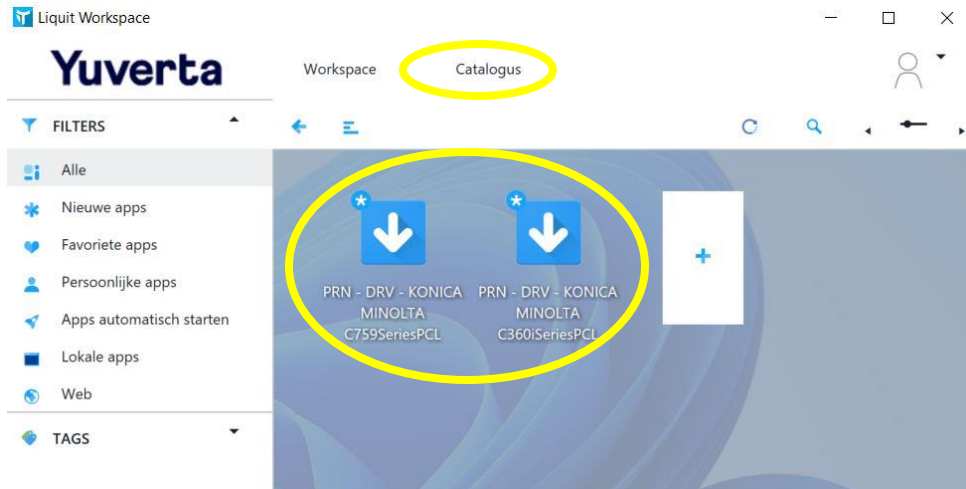 Liquit Workspace
Yuverta
Workspace
Catalogus
FILTERS
Alle
Nieuwe apps
Favoriete apps
Persoonlijke apps
Apps automatisch starten
Lokale apps
Web
TAGS
PRN - DRV - KONICA
MINOLTA
C759SeriesPCL
PRN - DRV - KONICA
MINOLTA
C360iSeriesPCL